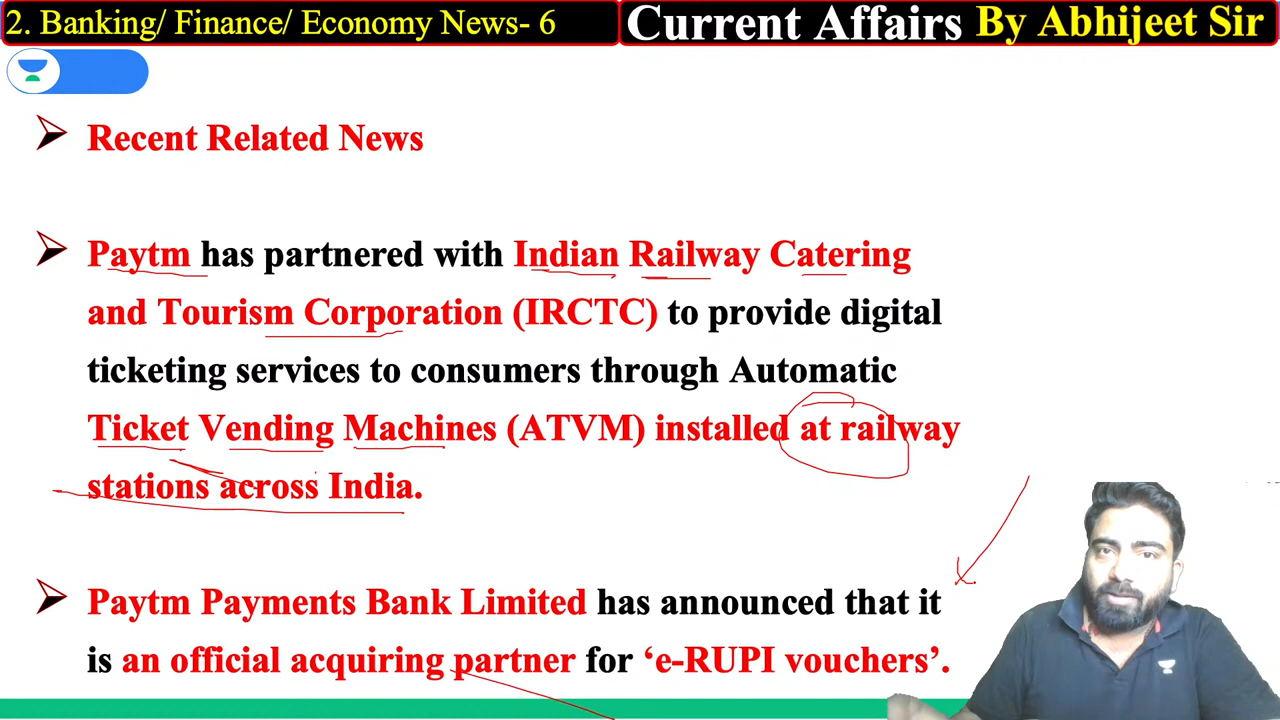 2. Banking/ Finance/ Economy News- 6
Current Affairs By Abhijeet Sir
Recent Related News
Paytm has partnered with Indian Railway Catering
and Tourism Corporation (IRCTC) to provide digital
ticketing services to consumers through Automatic
Ticket Vending Machines (ATVM) installed at railway
stations across India.
Paytm Payments Bank Limited has announced that it
is an official acquiring partner for ‘e-RUPI vouchers’.